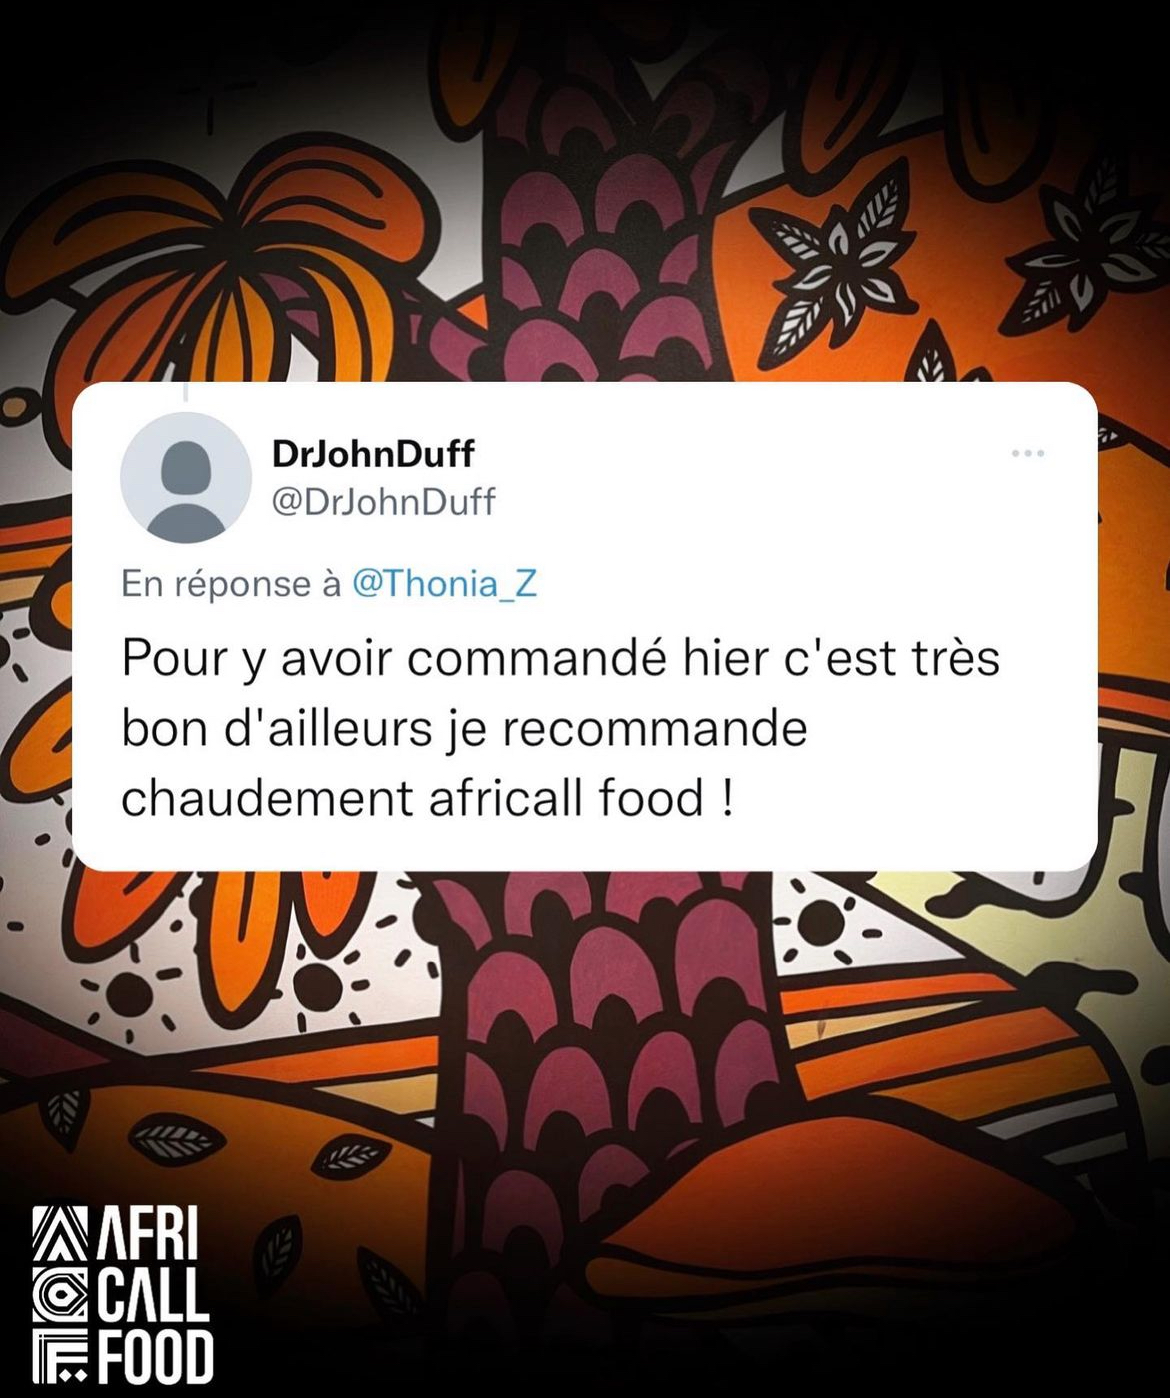 DrJohnDuff
@DrJohnDuff
En réponse à @Thonia_Z
Pour y avoir commandé hier c'est très
bon d'ailleurs je recommande
chaudement africall food !
AFRI
CALL
FOOD